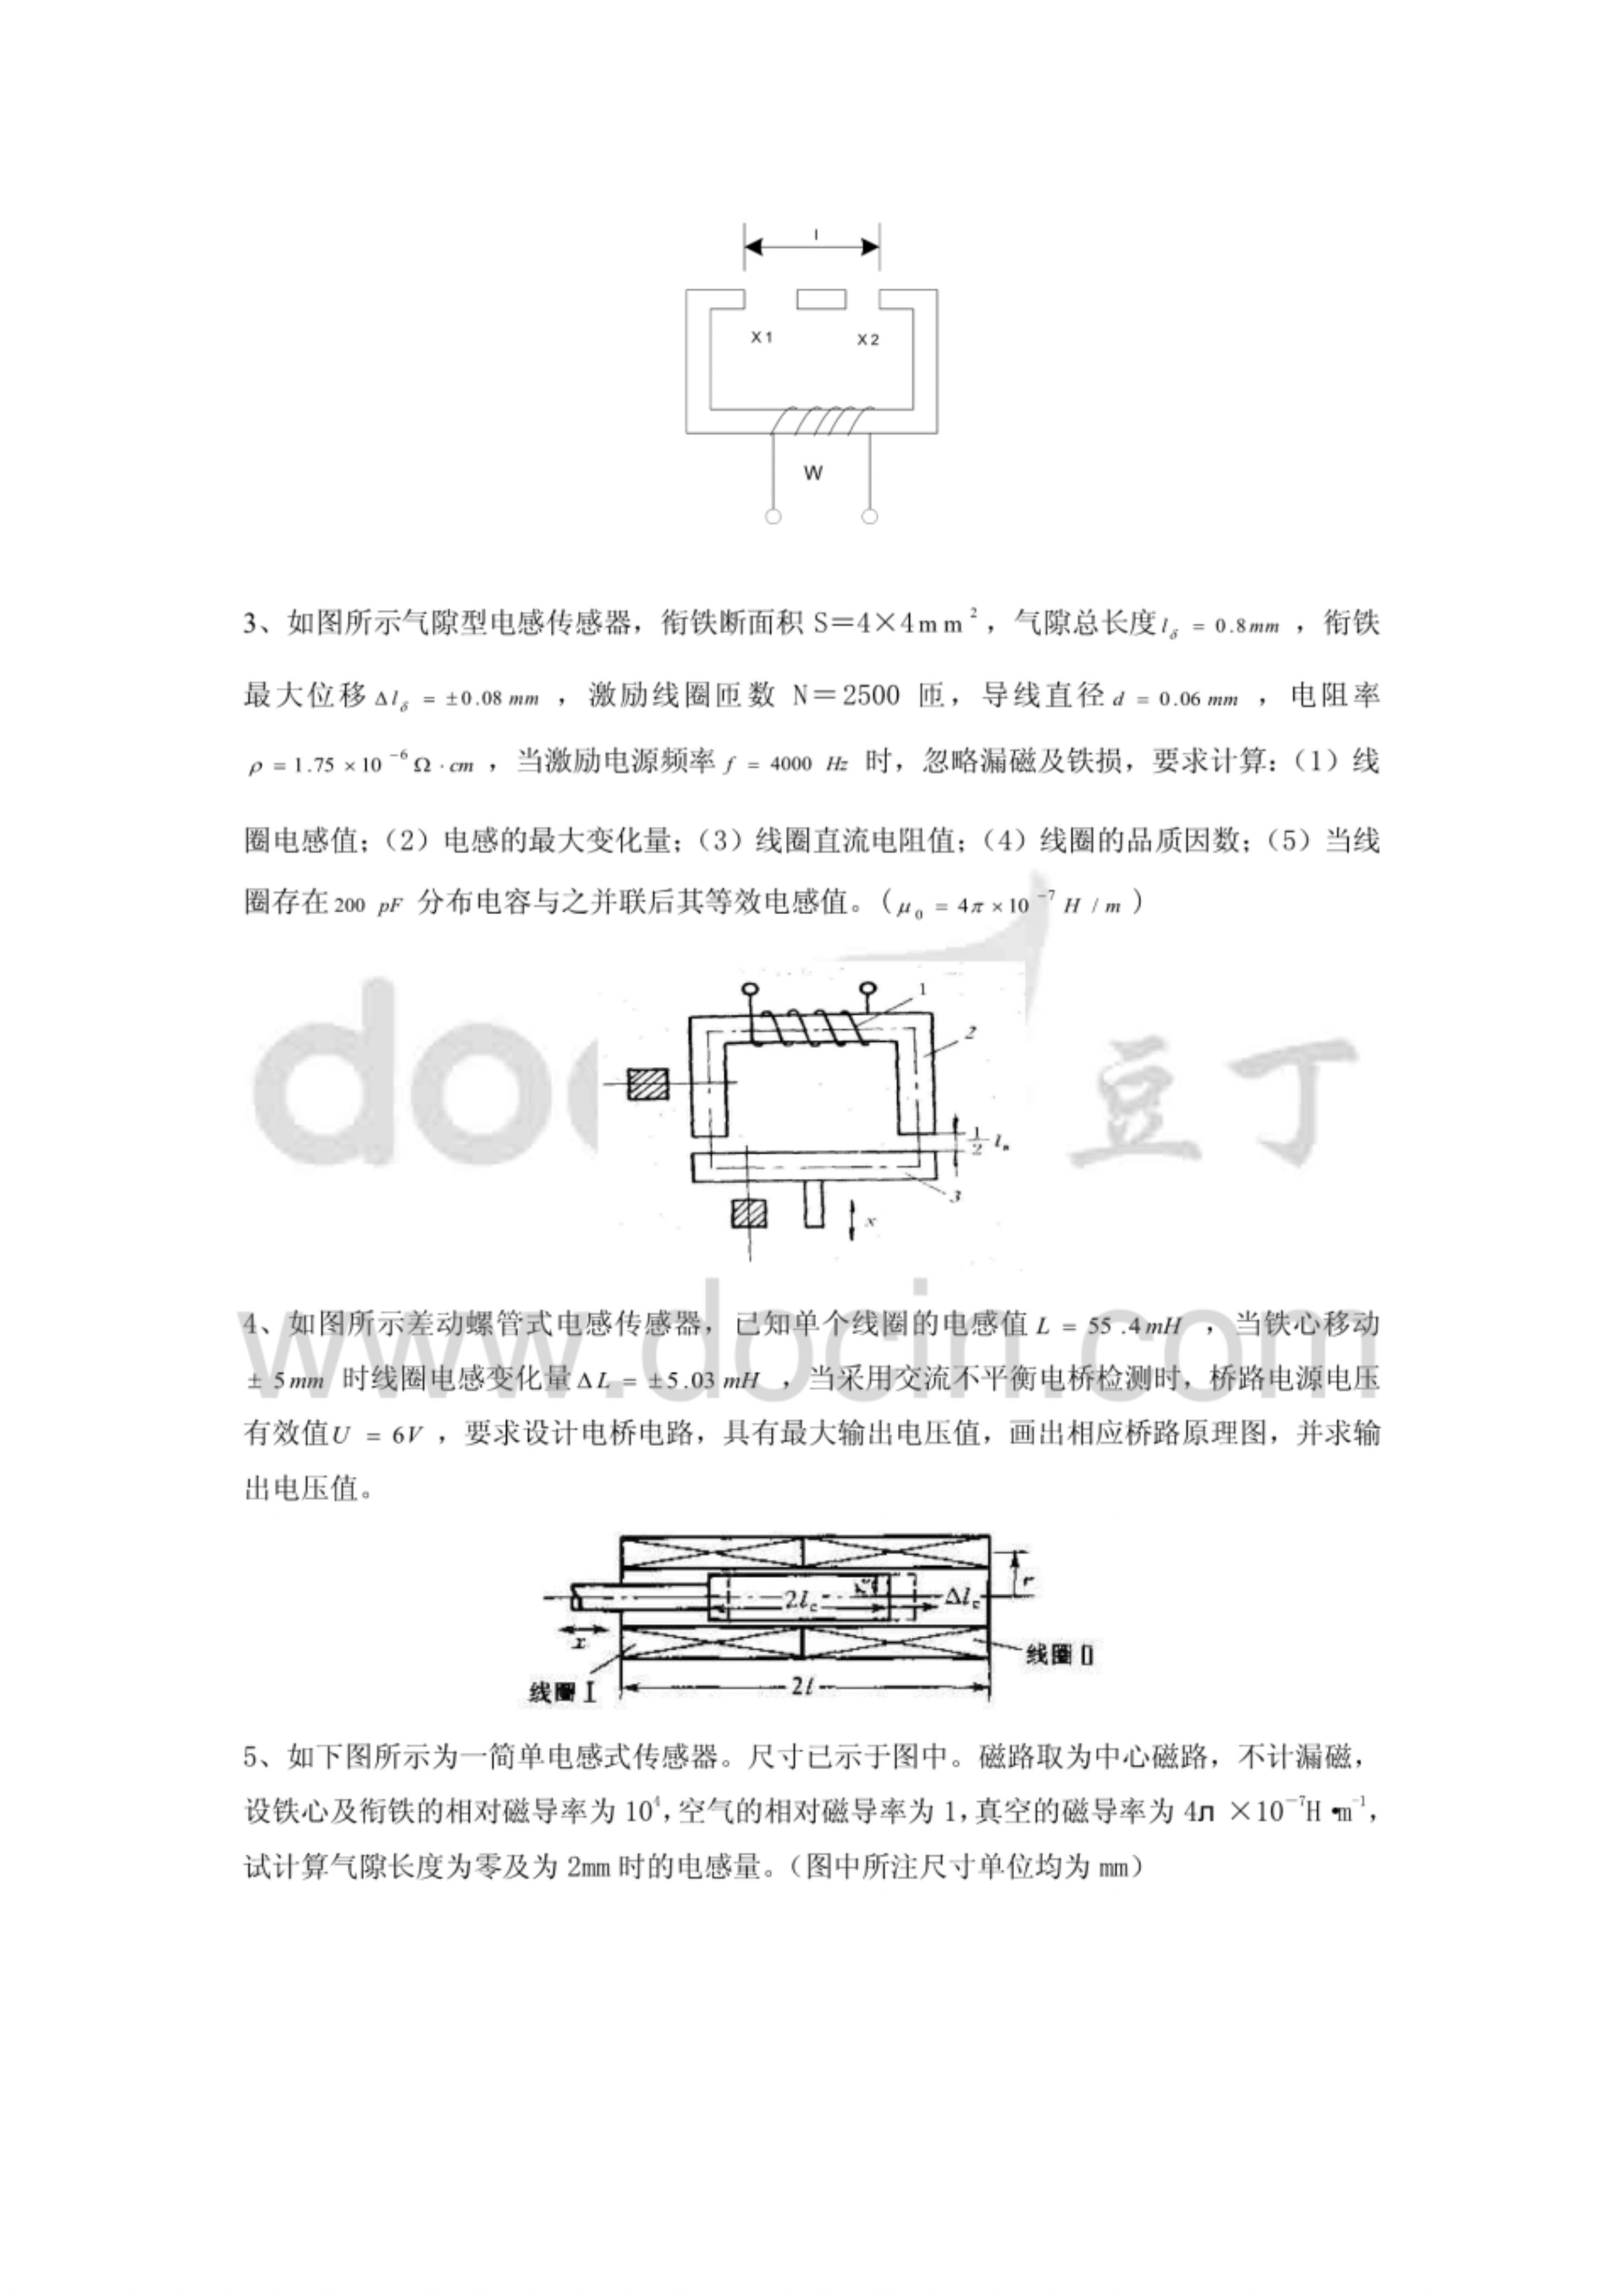 l
X1 X2
W
3、如图所示气隙型电感传感器，衔铁断面积 S＝4×4mm²，气隙总长度 l_δ = 0.8mm ，衔铁
最大位移 Δl_δ = ±0.08 mm ，激励线圈匝数 N＝2500 匝，导线直径 d = 0.06 mm ，电阻率
ρ = 1.75 × 10⁻⁶ Ω · cm ，当激励电源频率 f = 4000 Hz 时，忽略漏磁及铁损，要求计算：（1）线
圈电感值；（2）电感的最大变化量；（3）线圈直流电阻值；（4）线圈的品质因数；（5）当线
圈存在 200 pF 分布电容与之并联后其等效电感值。（ μ₀ = 4π × 10⁻⁷ H / m ）
1
2
豆丁
3
x
www.docin.com
4、如图所示差动螺管式电感传感器，已知单个线圈的电感值 L = 55 .4 mH ，当铁心移动
± 5 mm 时线圈电感变化量 ΔL = ±5.03 mH ，当采用交流不平衡电桥检测时，桥路电源电压
有效值 U = 6V ，要求设计电桥电路，具有最大输出电压值，画出相应桥路原理图，并求输
出电压值。
r
2l_c Δl_c
x
线圈Ⅱ
线圈Ⅰ 2l
5、如下图所示为一简单电感式传感器。尺寸已示于图中。磁路取为中心磁路，不计漏磁，
设铁心及衔铁的相对磁导率为 10⁴，空气的相对磁导率为 1，真空的磁导率为 4л ×10⁻⁷H•m⁻¹，
试计算气隙长度为零及为 2mm 时的电感量。（图中所注尺寸单位均为 mm）